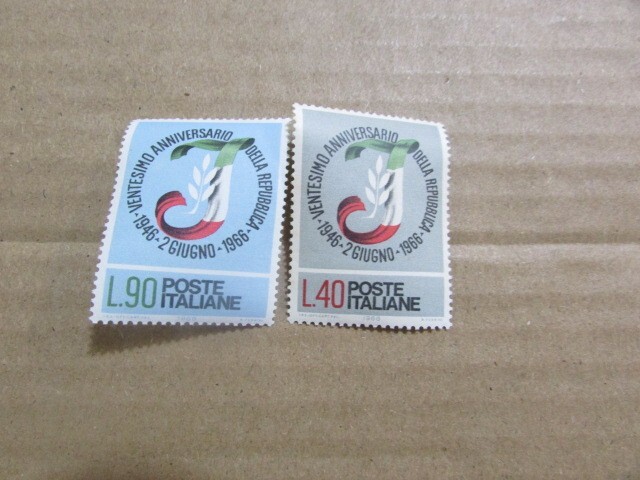 VENTESIMO ANNIVERSARIO DELLA REPUBBLICA
1946 - 2 GIUGNO - 1966
L.90 POSTE ITALIANE
VENTESIMO ANNIVERSARIO DELLA REPUBBLICA
1946 - 2 GIUGNO - 1966
L.40 POSTE ITALIANE
1966